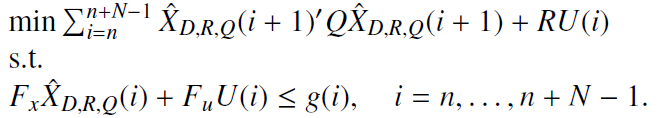 min ∑_{i=n}^{n+N−1} X̂_{D,R,Q}(i + 1)′QX̂_{D,R,Q}(i + 1) + RU(i)
s.t.
F_x X̂_{D,R,Q}(i) + F_u U(i) ≤ g(i), i = n, . . . , n + N − 1.